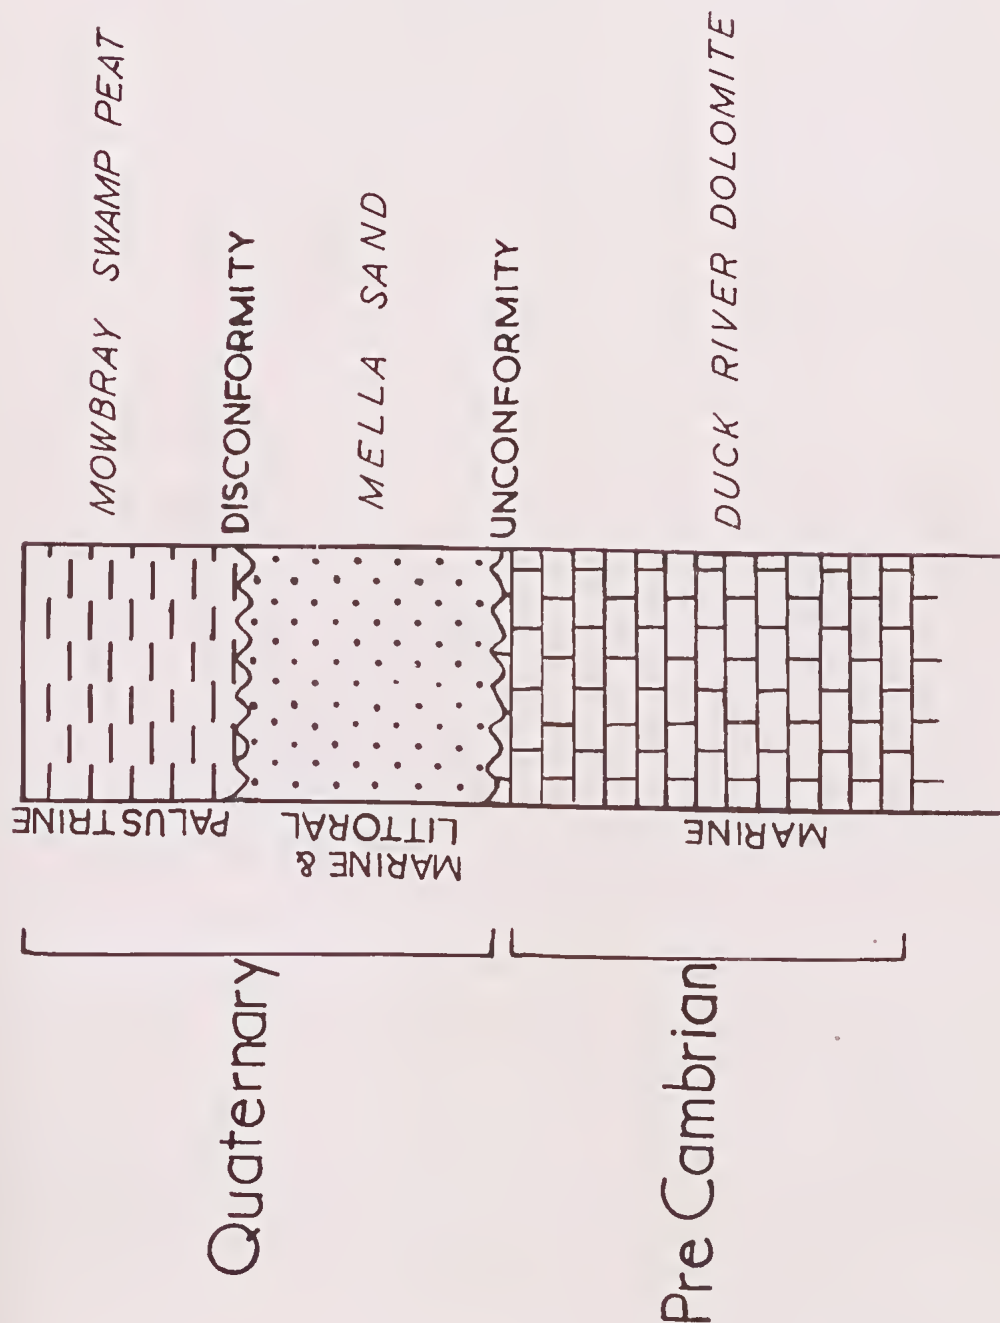 MOWBRAY SWAMP PEAT
DISCONFORMITY
MELLA SAND
UNCONFORMITY
DUCK RIVER DOLOMITE
PALUSTRINE
MARINE &
LITTORAL
MARINE
Quaternary
Pre Cambrian